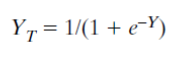 Y_T = 1/(1 + e^{-Y})